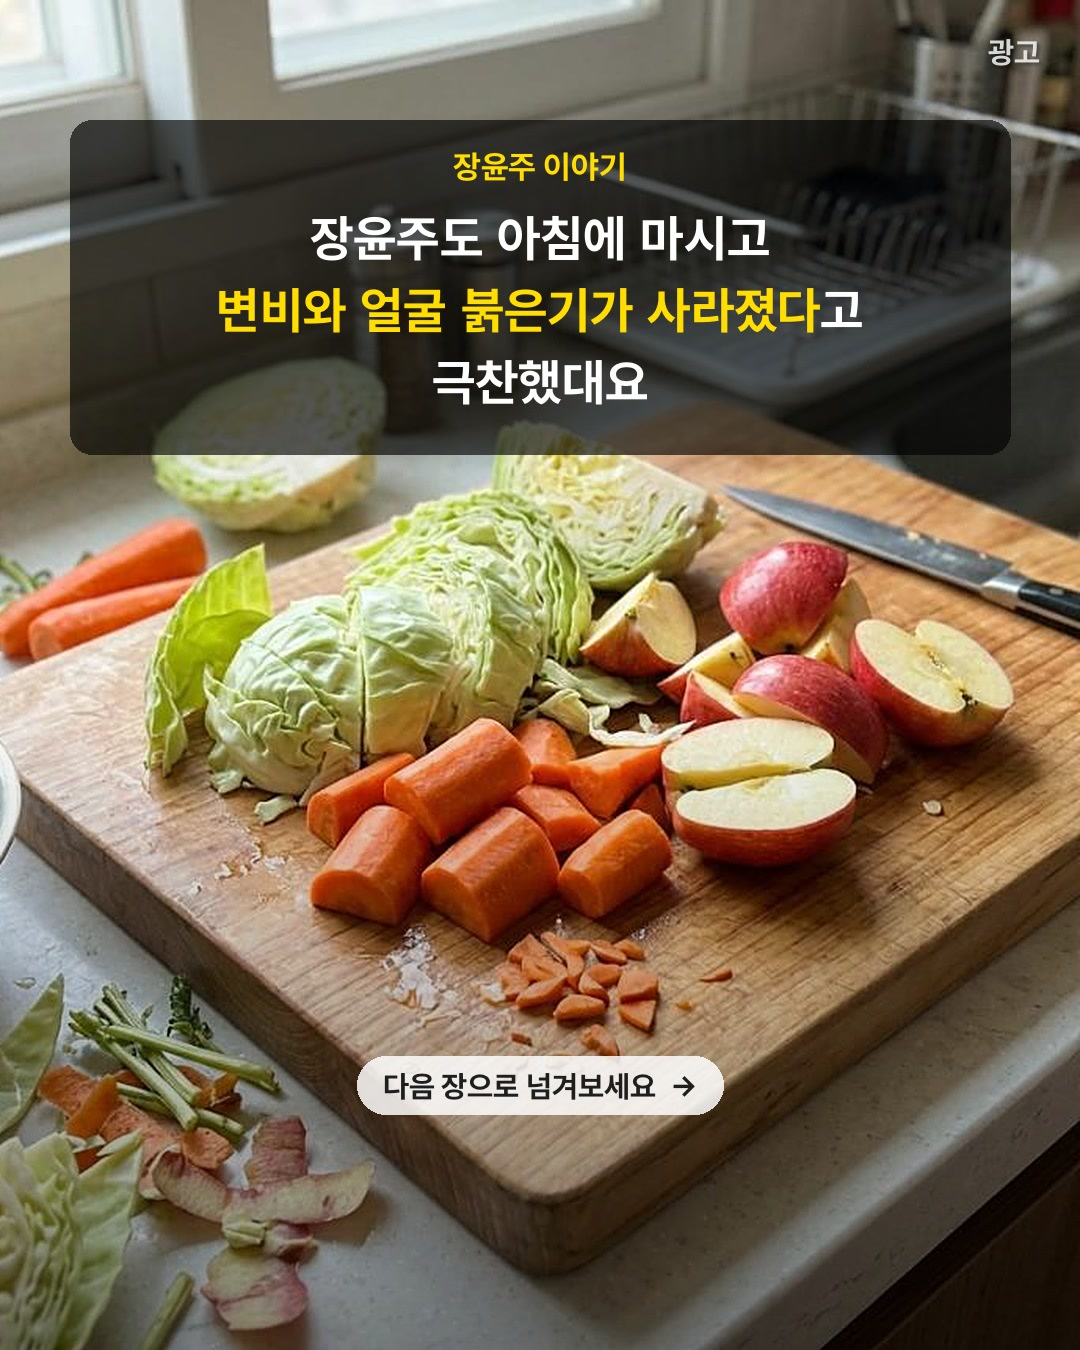 광고
장윤주 이야기
장윤주도 아침에 마시고
변비와 얼굴 붉은기가 사라졌다고
극찬했대요
다음 장으로 넘겨보세요 →